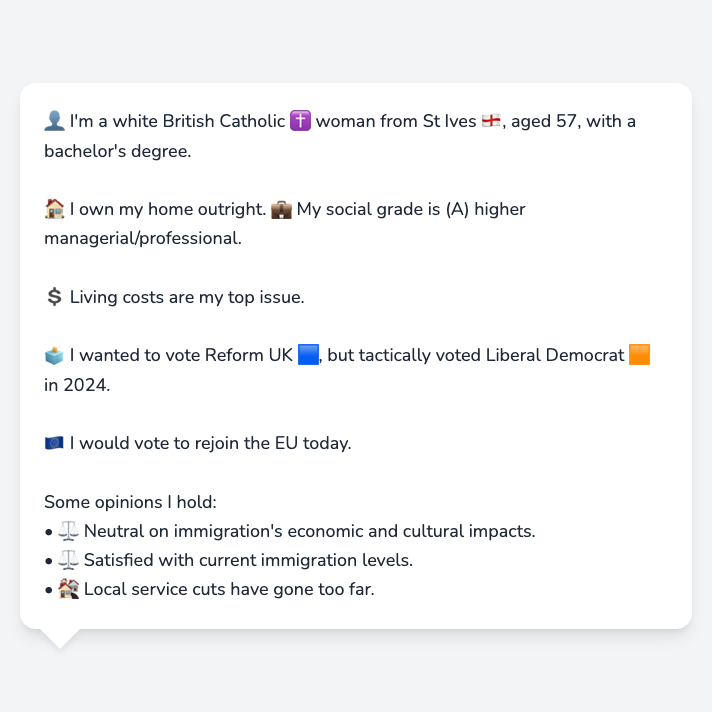 👤 I'm a white British Catholic ✝️ woman from St Ives 🏴󠁧󠁢󠁥󠁮󠁧󠁿, aged 57, with a
bachelor's degree.
🏠 I own my home outright. 💼 My social grade is (A) higher
managerial/professional.
💲 Living costs are my top issue.
🗳️ I wanted to vote Reform UK 🟦, but tactically voted Liberal Democrat 🟧
in 2024.
🇪🇺 I would vote to rejoin the EU today.
Some opinions I hold:
• ⚖️ Neutral on immigration's economic and cultural impacts.
• ⚖️ Satisfied with current immigration levels.
• 🏘️ Local service cuts have gone too far.